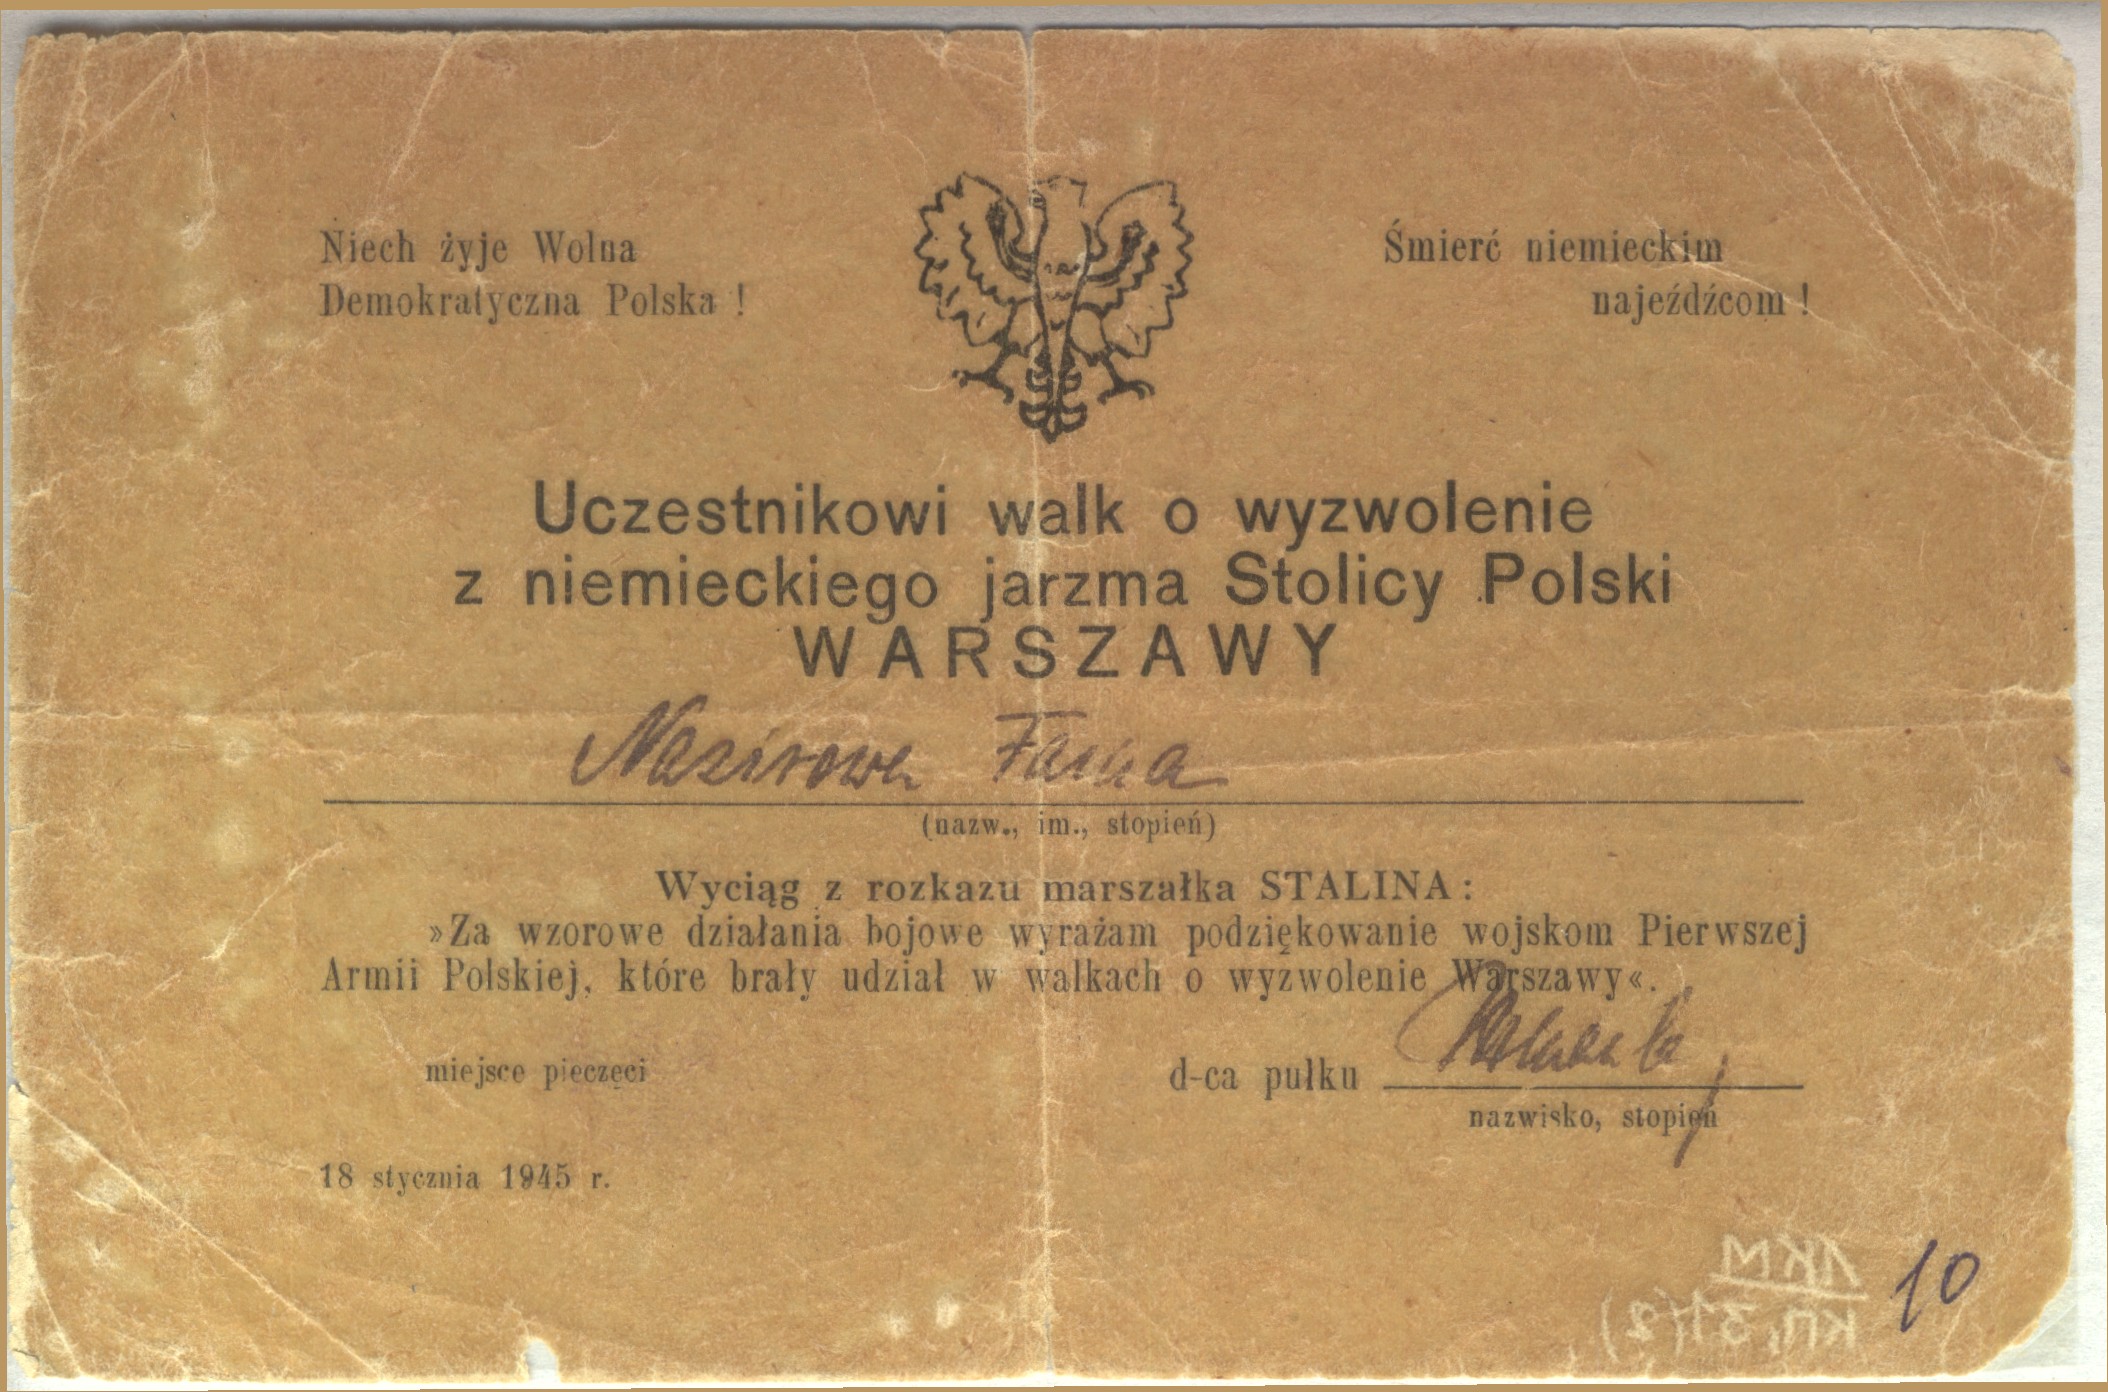 Niech żyje Wolna
Demokratyczna Polska !
Śmierć niemieckim
najeźdźcom !
Uczestnikowi walk o wyzwolenie
z niemieckiego jarzma Stolicy Polski
WARSZAWY
Nasirowa
(nazw., im., stopień)
Wyciąg z rozkazu marszałka STALINA :
»Za wzorowe działania bojowe wyrażam podziękowanie wojskom Pierwszej
Armii Polskiej, które brały udział w walkach o wyzwolenie Warszawy«.
miejsce pieczęci
d-ca pułku
nazwisko, stopień
18 stycznia 1945 r.
10